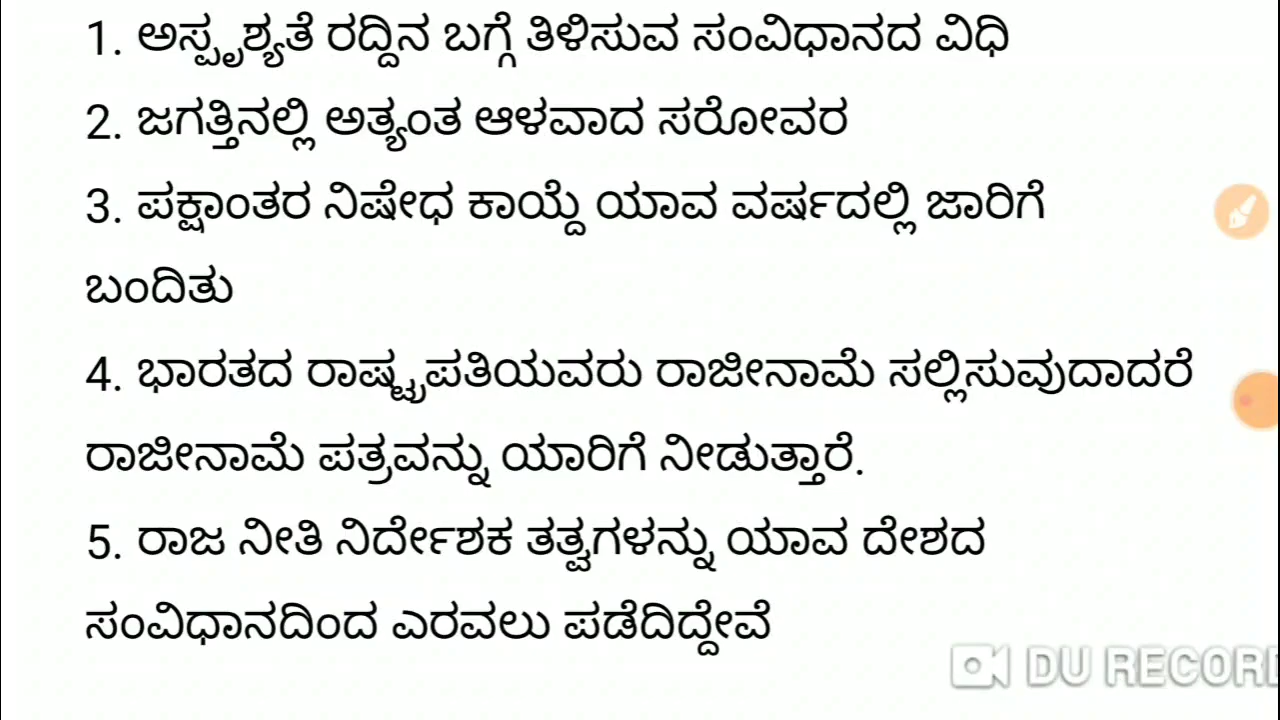 1. ಅಸ್ಪೃಶ್ಯತೆ ರದ್ದಿನ ಬಗ್ಗೆ ತಿಳಿಸುವ ಸಂವಿಧಾನದ ವಿಧಿ
2. ಜಗತ್ತಿನಲ್ಲಿ ಅತ್ಯಂತ ಆಳವಾದ ಸರೋವರ
3. ಪಕ್ಷಾಂತರ ನಿಷೇಧ ಕಾಯ್ದೆ ಯಾವ ವರ್ಷದಲ್ಲಿ ಜಾರಿಗೆ
ಬಂದಿತು
4. ಭಾರತದ ರಾಷ್ಟ್ರಪತಿಯವರು ರಾಜೀನಾಮೆ ಸಲ್ಲಿಸುವುದಾದರೆ
ರಾಜೀನಾಮೆ ಪತ್ರವನ್ನು ಯಾರಿಗೆ ನೀಡುತ್ತಾರೆ.
5. ರಾಜ ನೀತಿ ನಿರ್ದೇಶಕ ತತ್ವಗಳನ್ನು ಯಾವ ದೇಶದ
ಸಂವಿಧಾನದಿಂದ ಎರವಲು ಪಡೆದಿದ್ದೇವೆ
DU RECORD